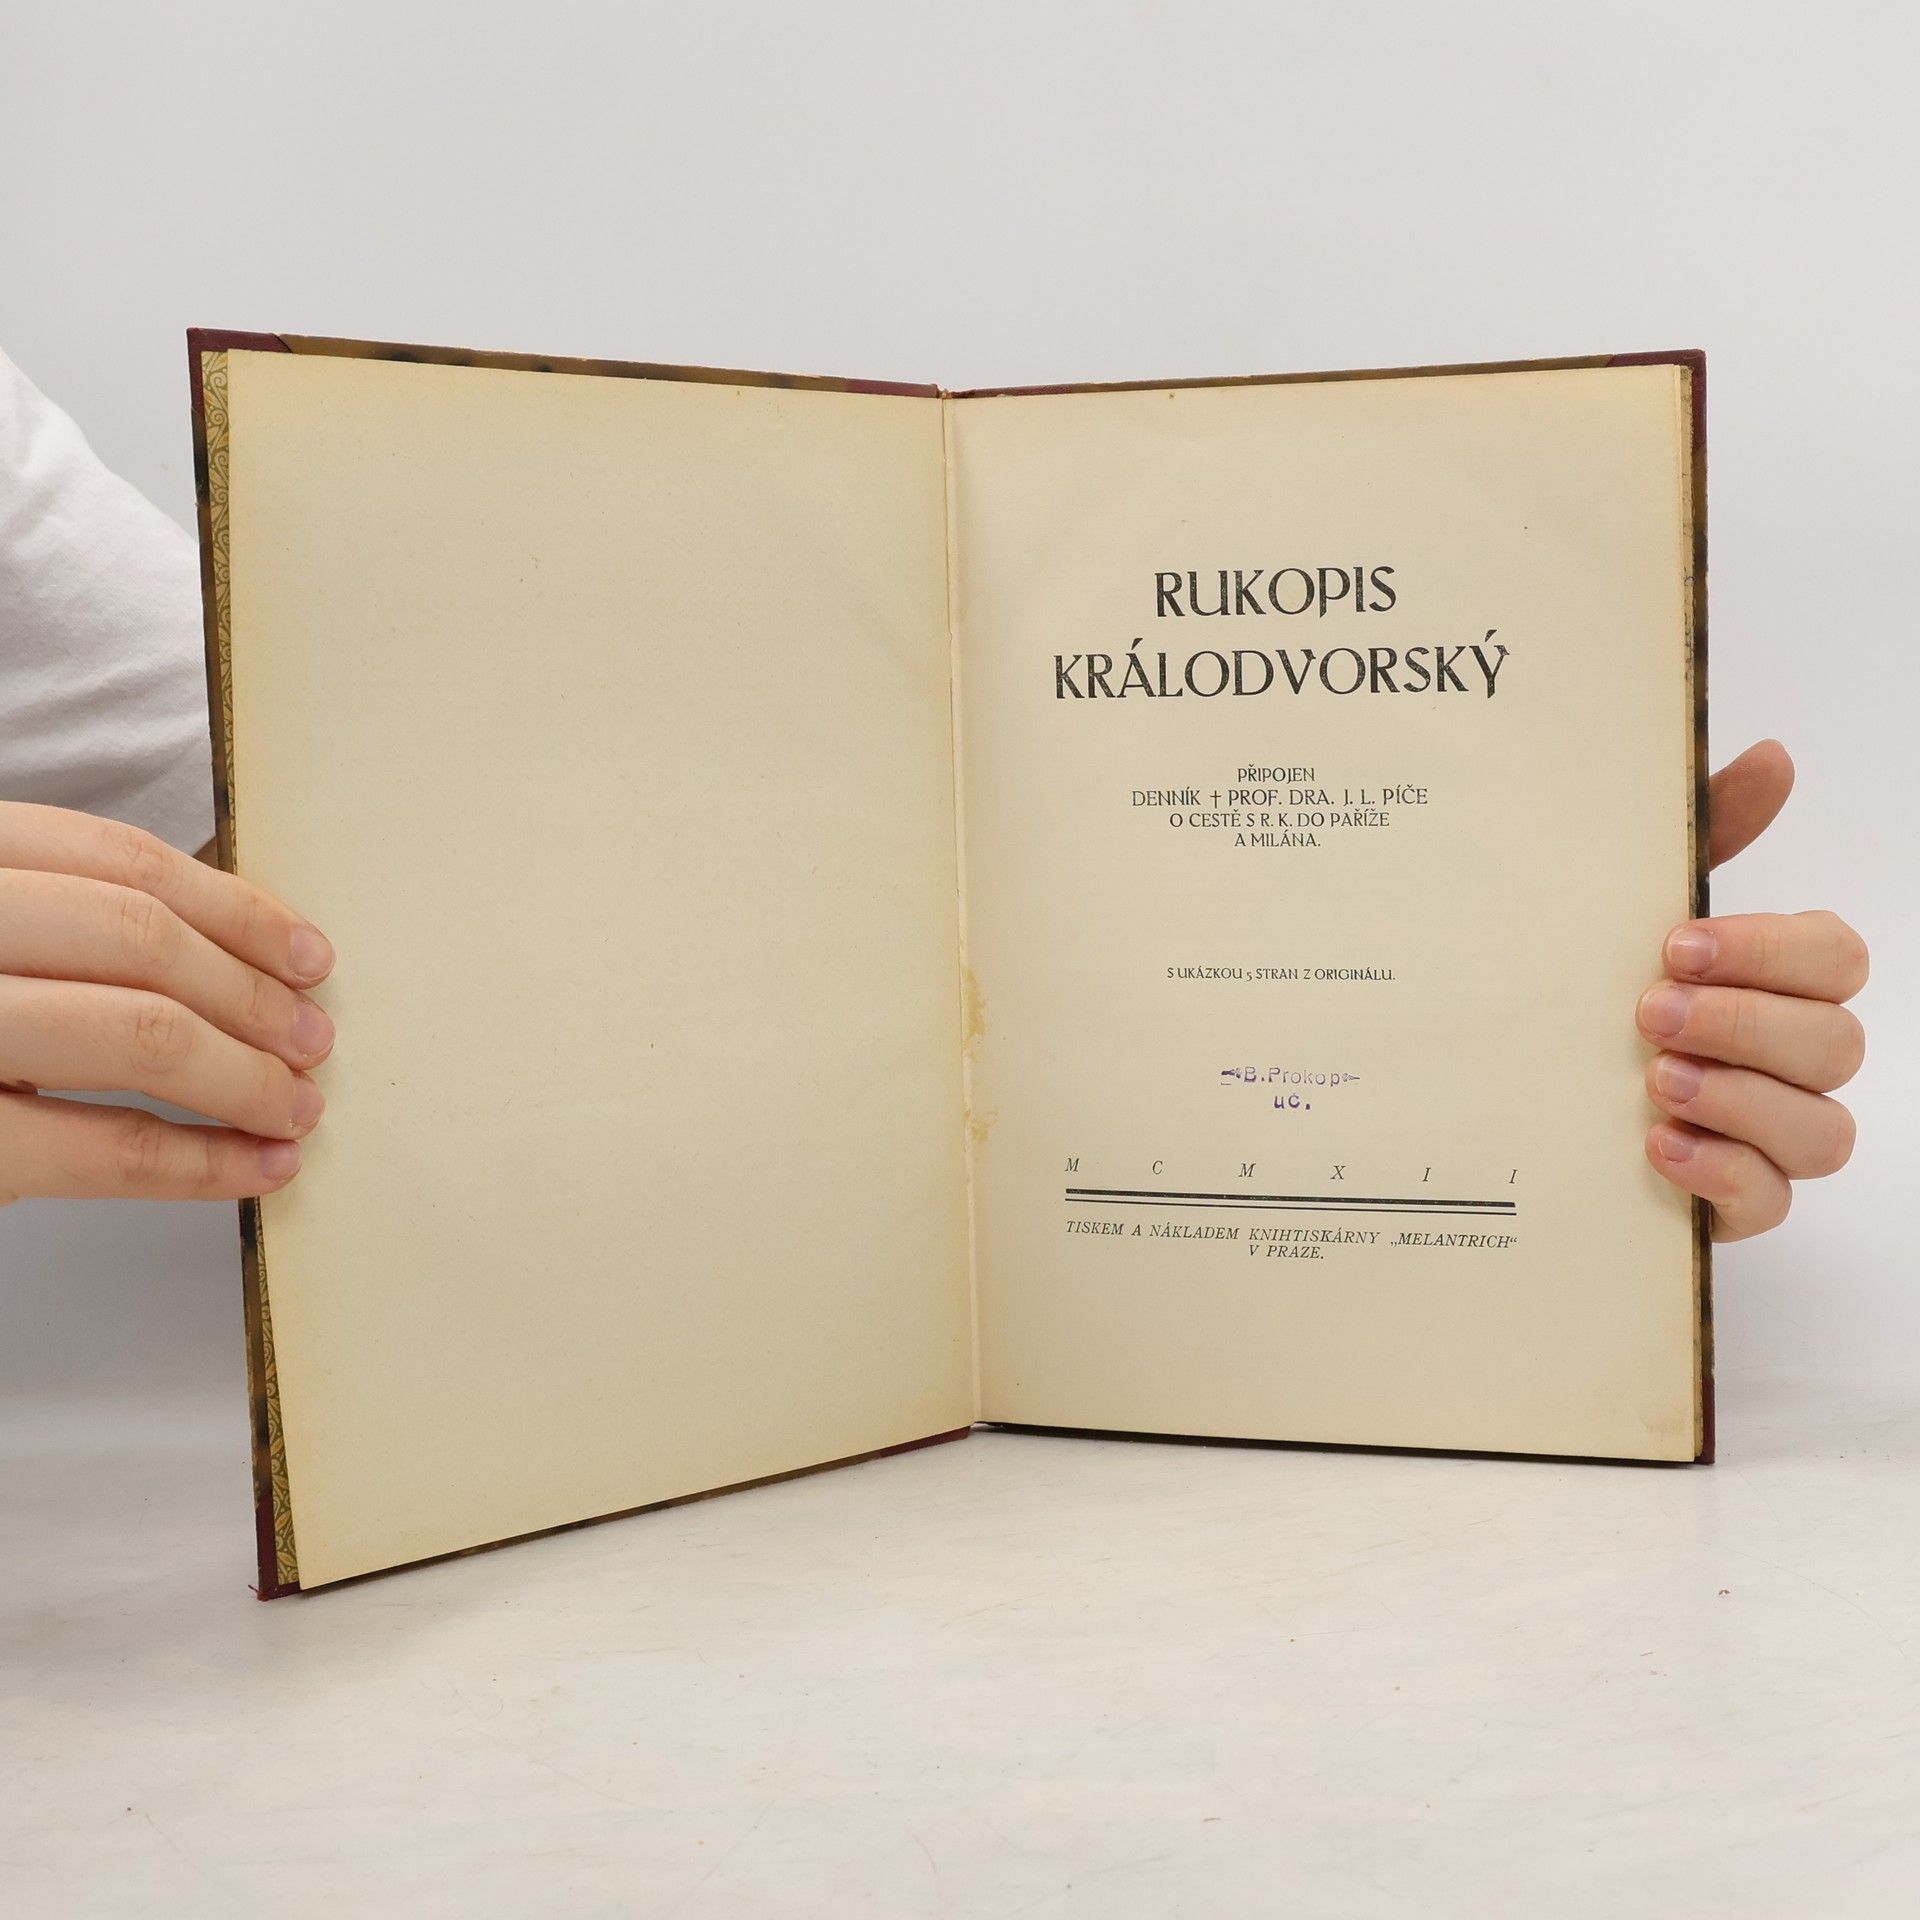 RUKOPIS
KRÁLODVORSKÝ
PŘIPOJEN
DENNÍK † PROF. DRA. J. L. PÍČE
O CESTĚ S R. K. DO PAŘÍŽE
A MILÁNA.
S UKÁZKOU 5 STRAN Z ORIGINÁLU.
B. Prokop
uč.
M C M X I I
TISKEM A NÁKLADEM KNIHTISKÁRNY „MELANTRICH“
V PRAZE.